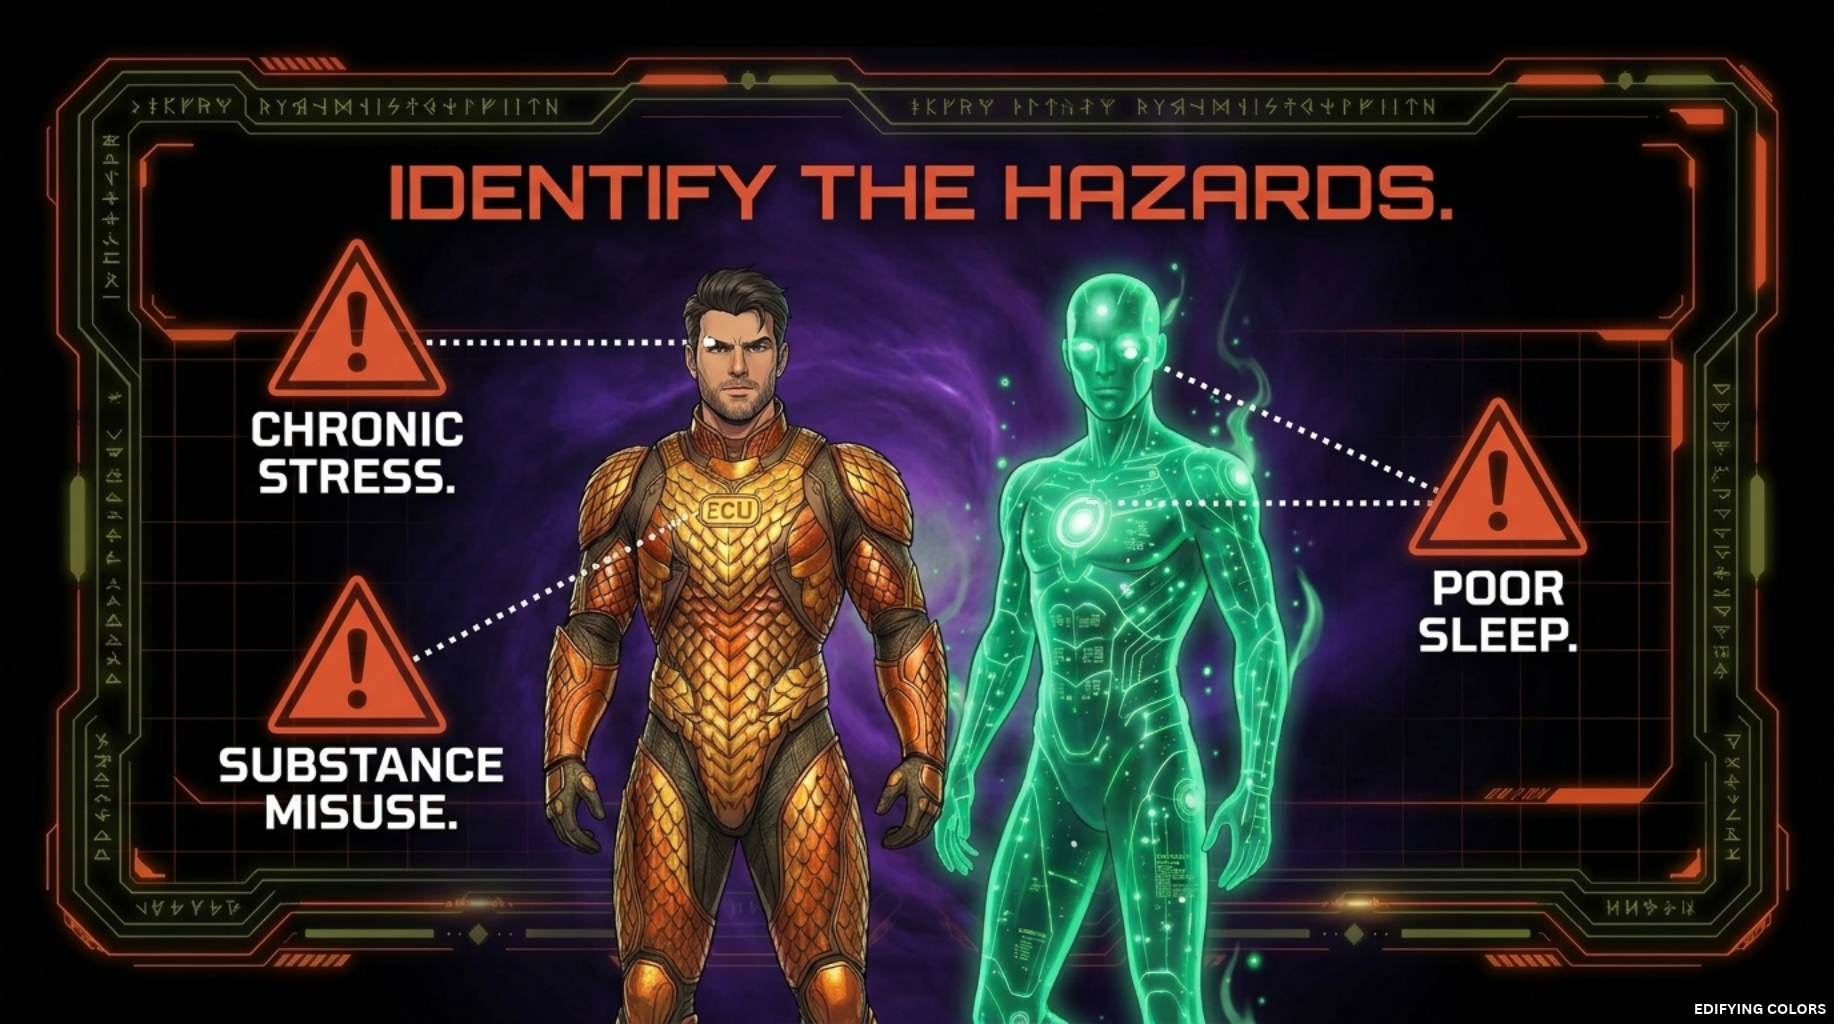 IDENTIFY THE HAZARDS.
CHRONIC
STRESS.
ECU
POOR
SLEEP.
SUBSTANCE
MISUSE.
EDIFYING COLORS